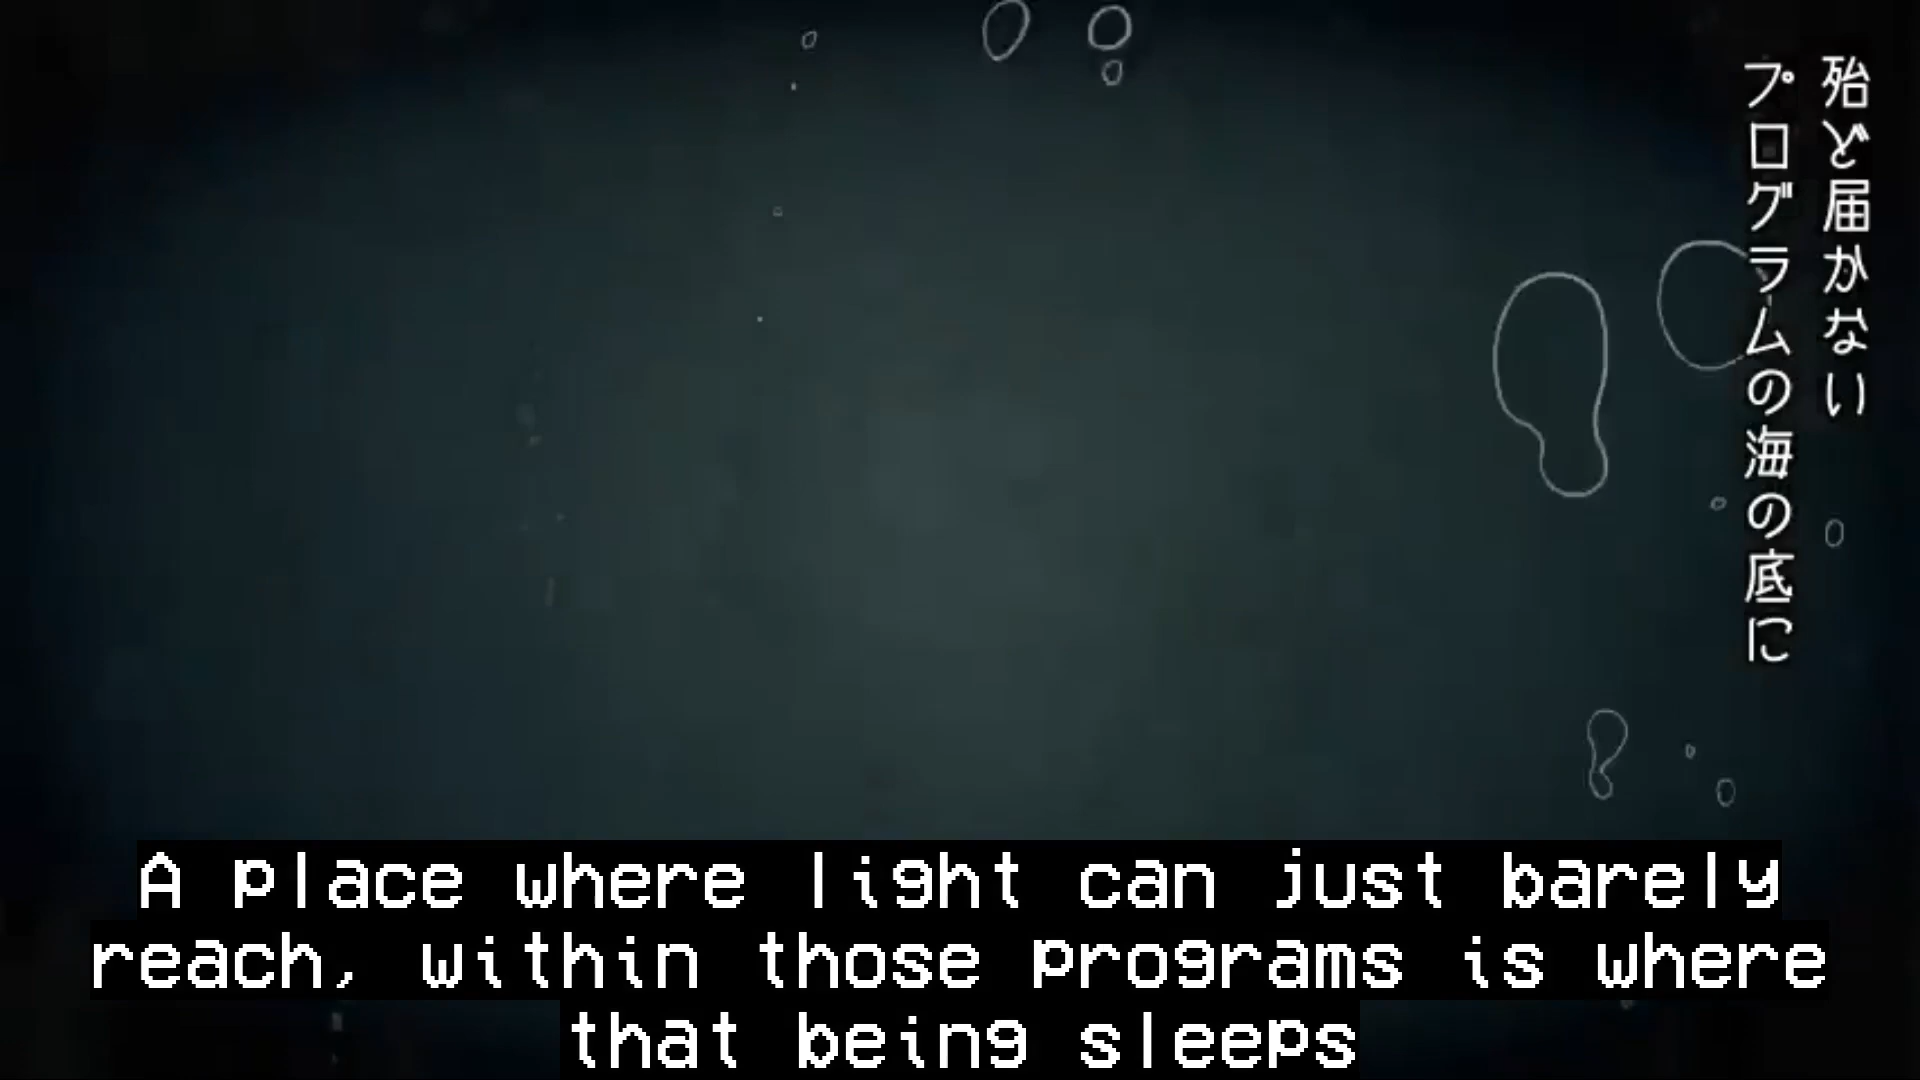 殆ど届かない
プログラムの海の底に
A place where light can just barely
reach, within those programs is where
that being sleeps